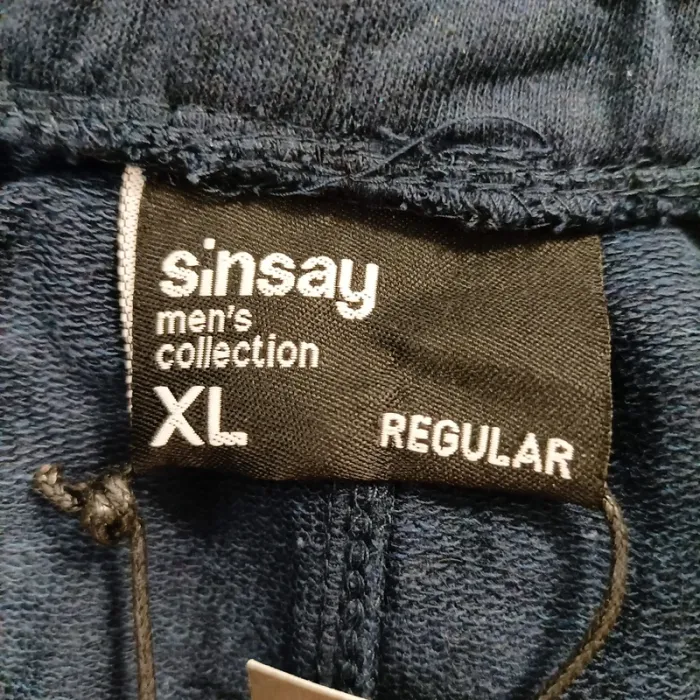 sinsay
men's
collection
XL
REGULAR